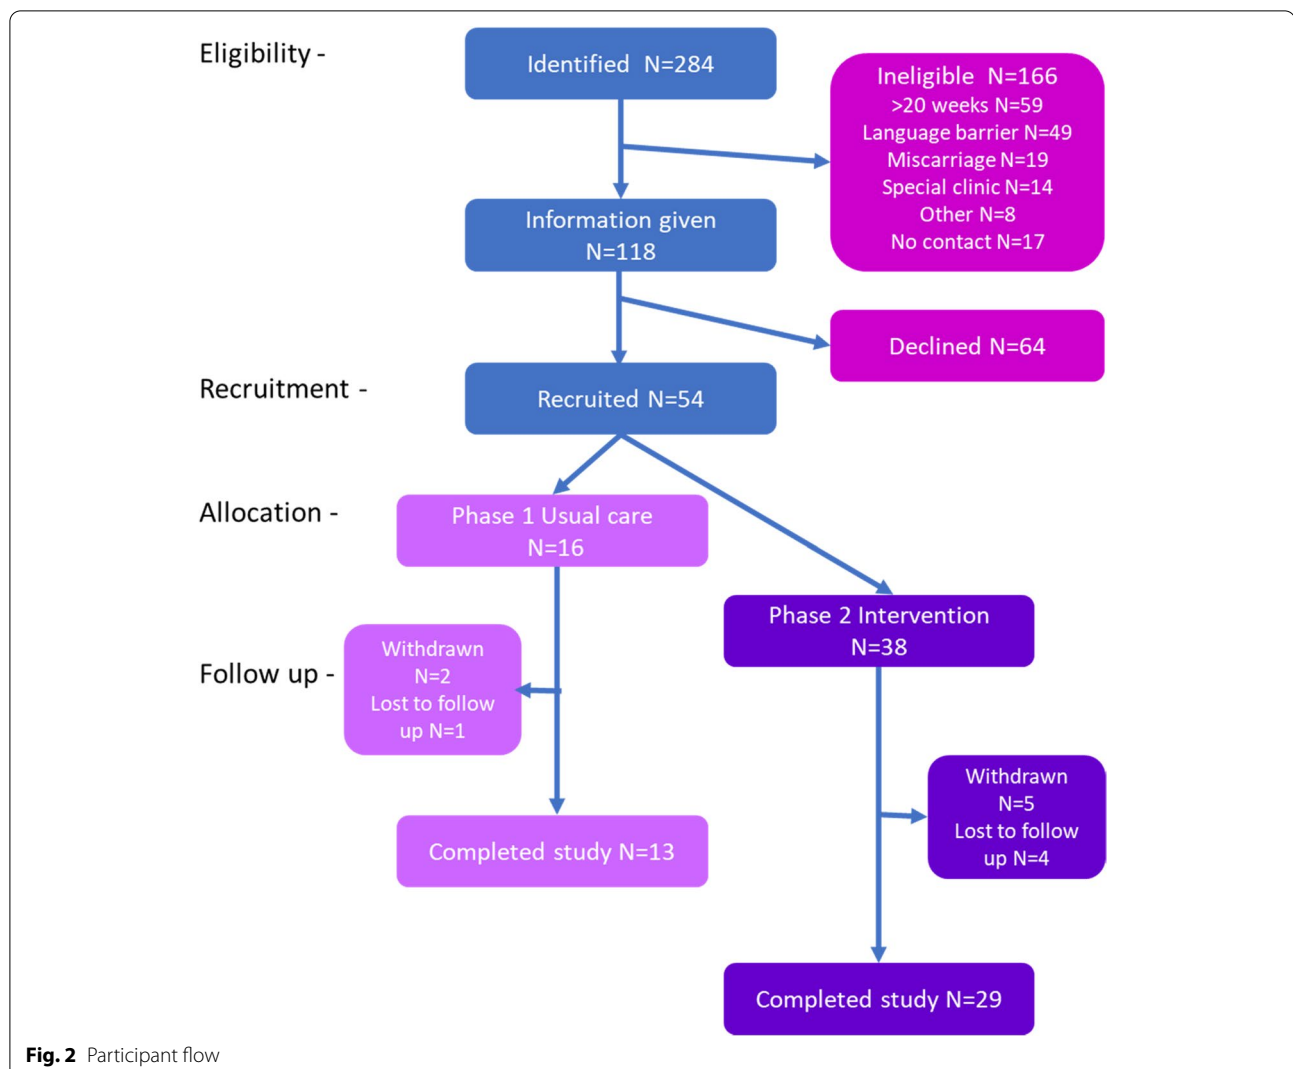 Eligibility -
Identified N=284
Ineligible N=166
>20 weeks N=59
Language barrier N=49
Miscarriage N=19
Special clinic N=14
Other N=8
No contact N=17
Information given
N=118
Declined N=64
Recruitment -
Recruited N=54
Allocation -
Phase 1 Usual care
N=16
Phase 2 Intervention
N=38
Follow up -
Withdrawn
N=2
Lost to follow
up N=1
Withdrawn
N=5
Lost to follow
up N=4
Completed study N=13
Completed study N=29
Fig. 2 Participant flow